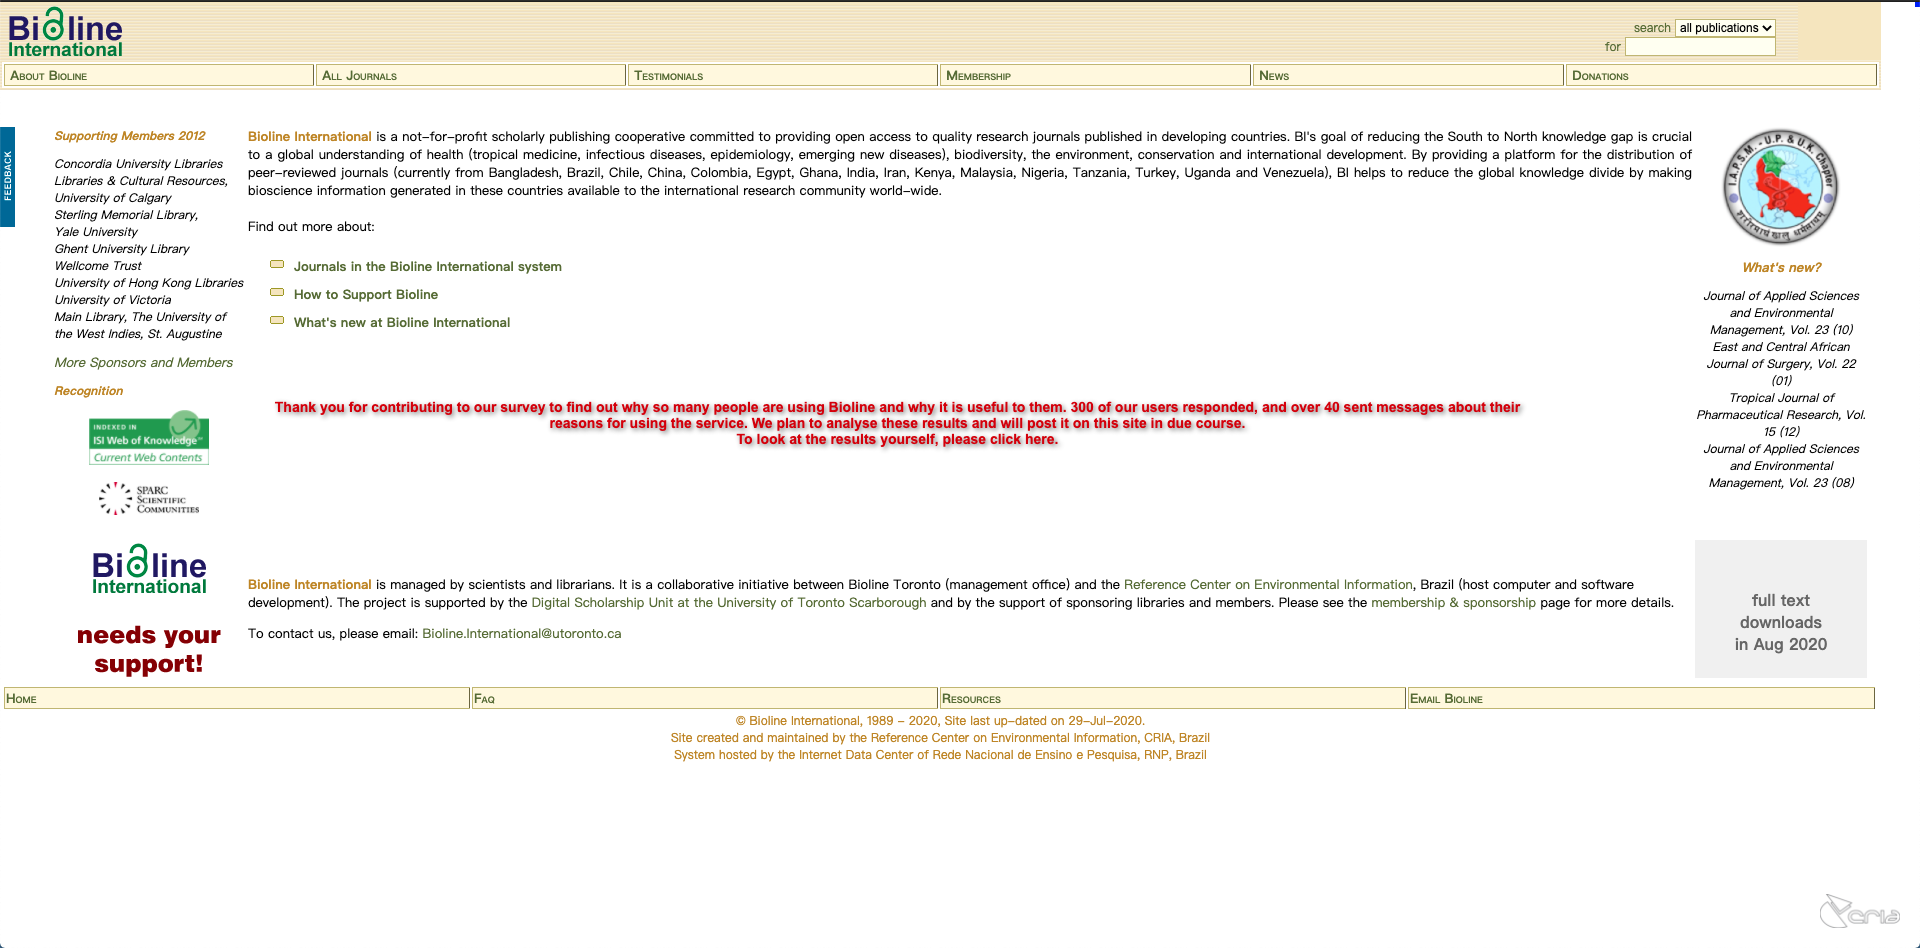 Bioline
International
search all publications
for
About Bioline
All Journals
Testimonials
Membership
News
Donations
FEEDBACK
Supporting Members 2012
Concordia University Libraries
Libraries & Cultural Resources,
University of Calgary
Sterling Memorial Library,
Yale University
Ghent University Library
Wellcome Trust
University of Hong Kong Libraries
University of Victoria
Main Library, The University of
the West Indies, St. Augustine
More Sponsors and Members
Recognition
INDEXED IN
ISI Web of Knowledge
Current Web Contents
SPARC
Scientific
Communities
Bioline
International
needs your
support!
Bioline International is a not-for-profit scholarly publishing cooperative committed to providing open access to quality research journals published in developing countries. BI's goal of reducing the South to North knowledge gap is crucial
to a global understanding of health (tropical medicine, infectious diseases, epidemiology, emerging new diseases), biodiversity, the environment, conservation and international development. By providing a platform for the distribution of
peer-reviewed journals (currently from Bangladesh, Brazil, Chile, China, Colombia, Egypt, Ghana, India, Iran, Kenya, Malaysia, Nigeria, Tanzania, Turkey, Uganda and Venezuela), BI helps to reduce the global knowledge divide by making
bioscience information generated in these countries available to the international research community world-wide.
Find out more about:
Journals in the Bioline International system
How to Support Bioline
What's new at Bioline International
Thank you for contributing to our survey to find out why so many people are using Bioline and why it is useful to them. 300 of our users responded, and over 40 sent messages about their
reasons for using the service. We plan to analyse these results and will post it on this site in due course.
To look at the results yourself, please click here.
Bioline International is managed by scientists and librarians. It is a collaborative initiative between Bioline Toronto (management office) and the Reference Center on Environmental Information, Brazil (host computer and software
development). The project is supported by the Digital Scholarship Unit at the University of Toronto Scarborough and by the support of sponsoring libraries and members. Please see the membership & sponsorship page for more details.
To contact us, please email: Bioline.International@utoronto.ca
I.A.P.S.M. - U.P. & U.K. Chapter
What's new?
Journal of Applied Sciences
and Environmental
Management, Vol. 23 (10)
East and Central African
Journal of Surgery, Vol. 22
(01)
Tropical Journal of
Pharmaceutical Research, Vol.
15 (12)
Journal of Applied Sciences
and Environmental
Management, Vol. 23 (08)
full text
downloads
in Aug 2020
Home
Faq
Resources
Email Bioline
© Bioline International, 1989 - 2020, Site last up-dated on 29-Jul-2020.
Site created and maintained by the Reference Center on Environmental Information, CRIA, Brazil
System hosted by the Internet Data Center of Rede Nacional de Ensino e Pesquisa, RNP, Brazil
cria